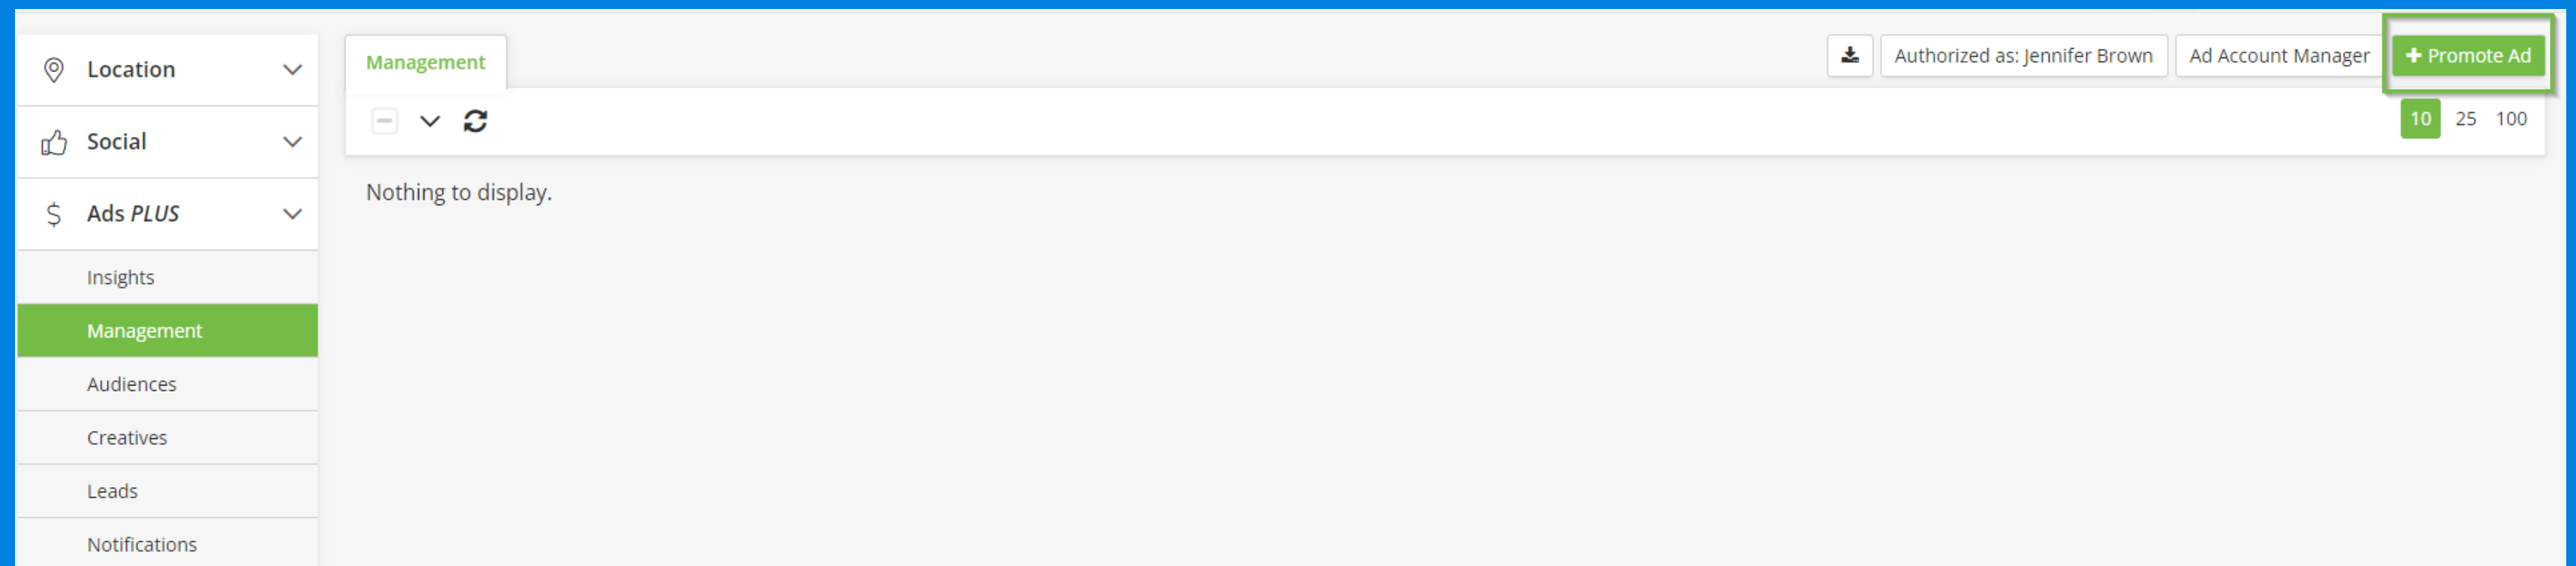 Location
Social
Ads PLUS
Insights
Management
Audiences
Creatives
Leads
Notifications
Management
Authorized as: Jennifer Brown
Ad Account Manager
+ Promote Ad
10 25 100
Nothing to display.